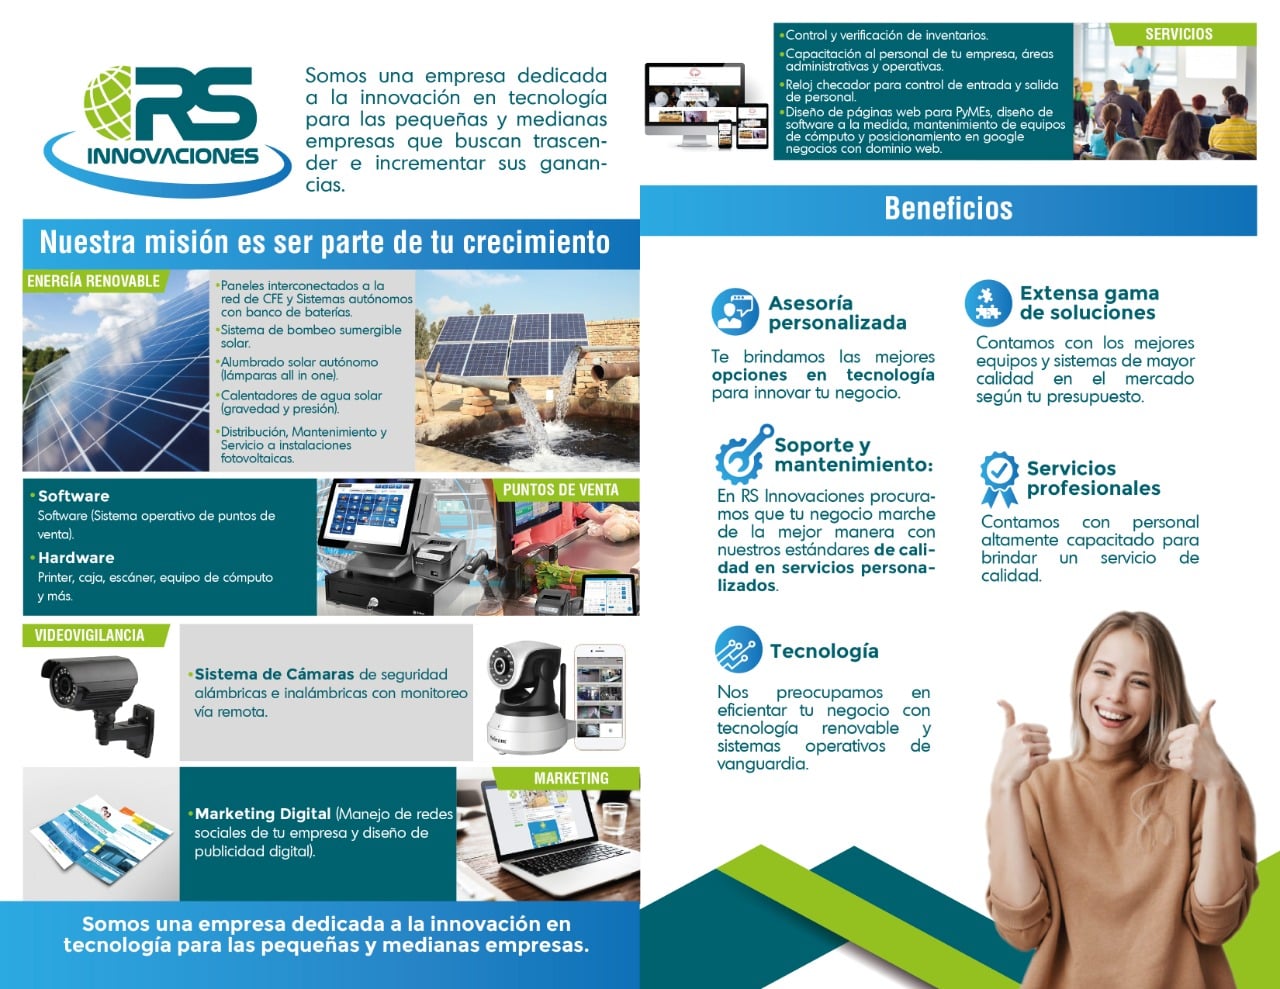 RS
INNOVACIONES
Somos una empresa dedicada
a la innovación en tecnología
para las pequeñas y medianas
empresas que buscan trascen-
der e incrementar sus ganan-
cias.
Nuestra misión es ser parte de tu crecimiento
ENERGÍA RENOVABLE
•Paneles interconectados a la
red de CFE y Sistemas autónomos
con banco de baterías.
•Sistema de bombeo sumergible
solar.
•Alumbrado solar autónomo
(lámparas all in one).
•Calentadores de agua solar
(gravedad y presión).
•Distribución, Mantenimiento y
Servicio a instalaciones
fotovoltaicas.
• Software
Software (Sistema operativo de puntos de
venta).
• Hardware
Printer, caja, escáner, equipo de cómputo
y más.
PUNTOS DE VENTA
VIDEOVIGILANCIA
•Sistema de Cámaras de seguridad
alámbricas e inalámbricas con monitoreo
vía remota.
MARKETING
•Marketing Digital (Manejo de redes
sociales de tu empresa y diseño de
publicidad digital).
Somos una empresa dedicada a la innovación en
tecnología para las pequeñas y medianas empresas.
SERVICIOS
•Control y verificación de inventarios.
•Capacitación al personal de tu empresa, áreas
administrativas y operativas.
•Reloj checador para control de entrada y salida
de personal.
•Diseño de páginas web para PyMEs, diseño de
software a la medida, mantenimiento de equipos
de cómputo y posicionamiento en google
negocios con dominio web.
Beneficios
Asesoría
personalizada
Te brindamos las mejores
opciones en tecnología
para innovar tu negocio.
Extensa gama
de soluciones
Contamos con los mejores
equipos y sistemas de mayor
calidad en el mercado
según tu presupuesto.
Soporte y
mantenimiento:
En RS Innovaciones procura-
mos que tu negocio marche
de la mejor manera con
nuestros estándares de cali-
dad en servicios persona-
lizados.
Servicios
profesionales
Contamos con personal
altamente capacitado para
brindar un servicio de
calidad.
Tecnología
Nos preocupamos en
eficientar tu negocio con
tecnología renovable y
sistemas operativos de
vanguardia.